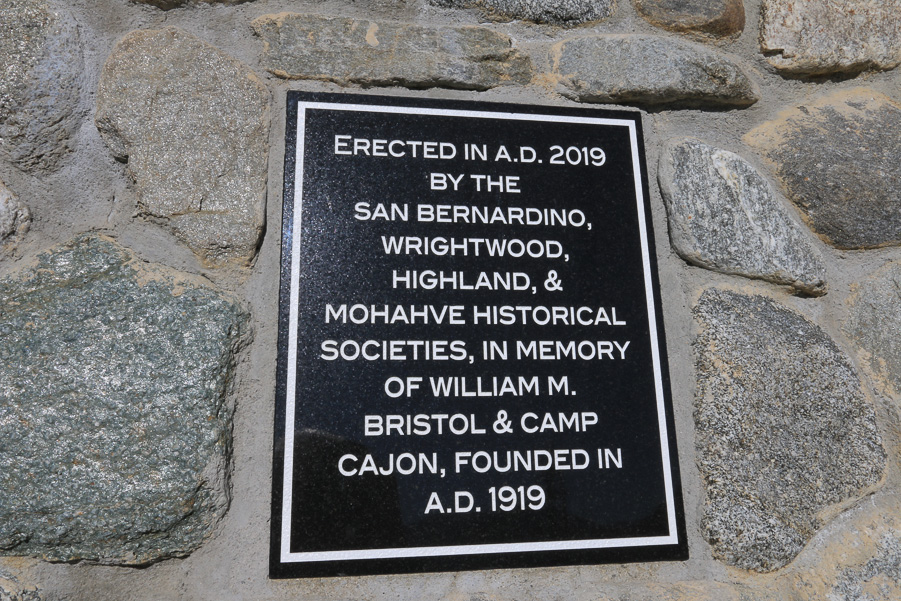 ERECTED IN A.D. 2019
BY THE
SAN BERNARDINO,
WRIGHTWOOD,
HIGHLAND, &
MOHAHVE HISTORICAL
SOCIETIES, IN MEMORY
OF WILLIAM M.
BRISTOL & CAMP
CAJON, FOUNDED IN
A.D. 1919